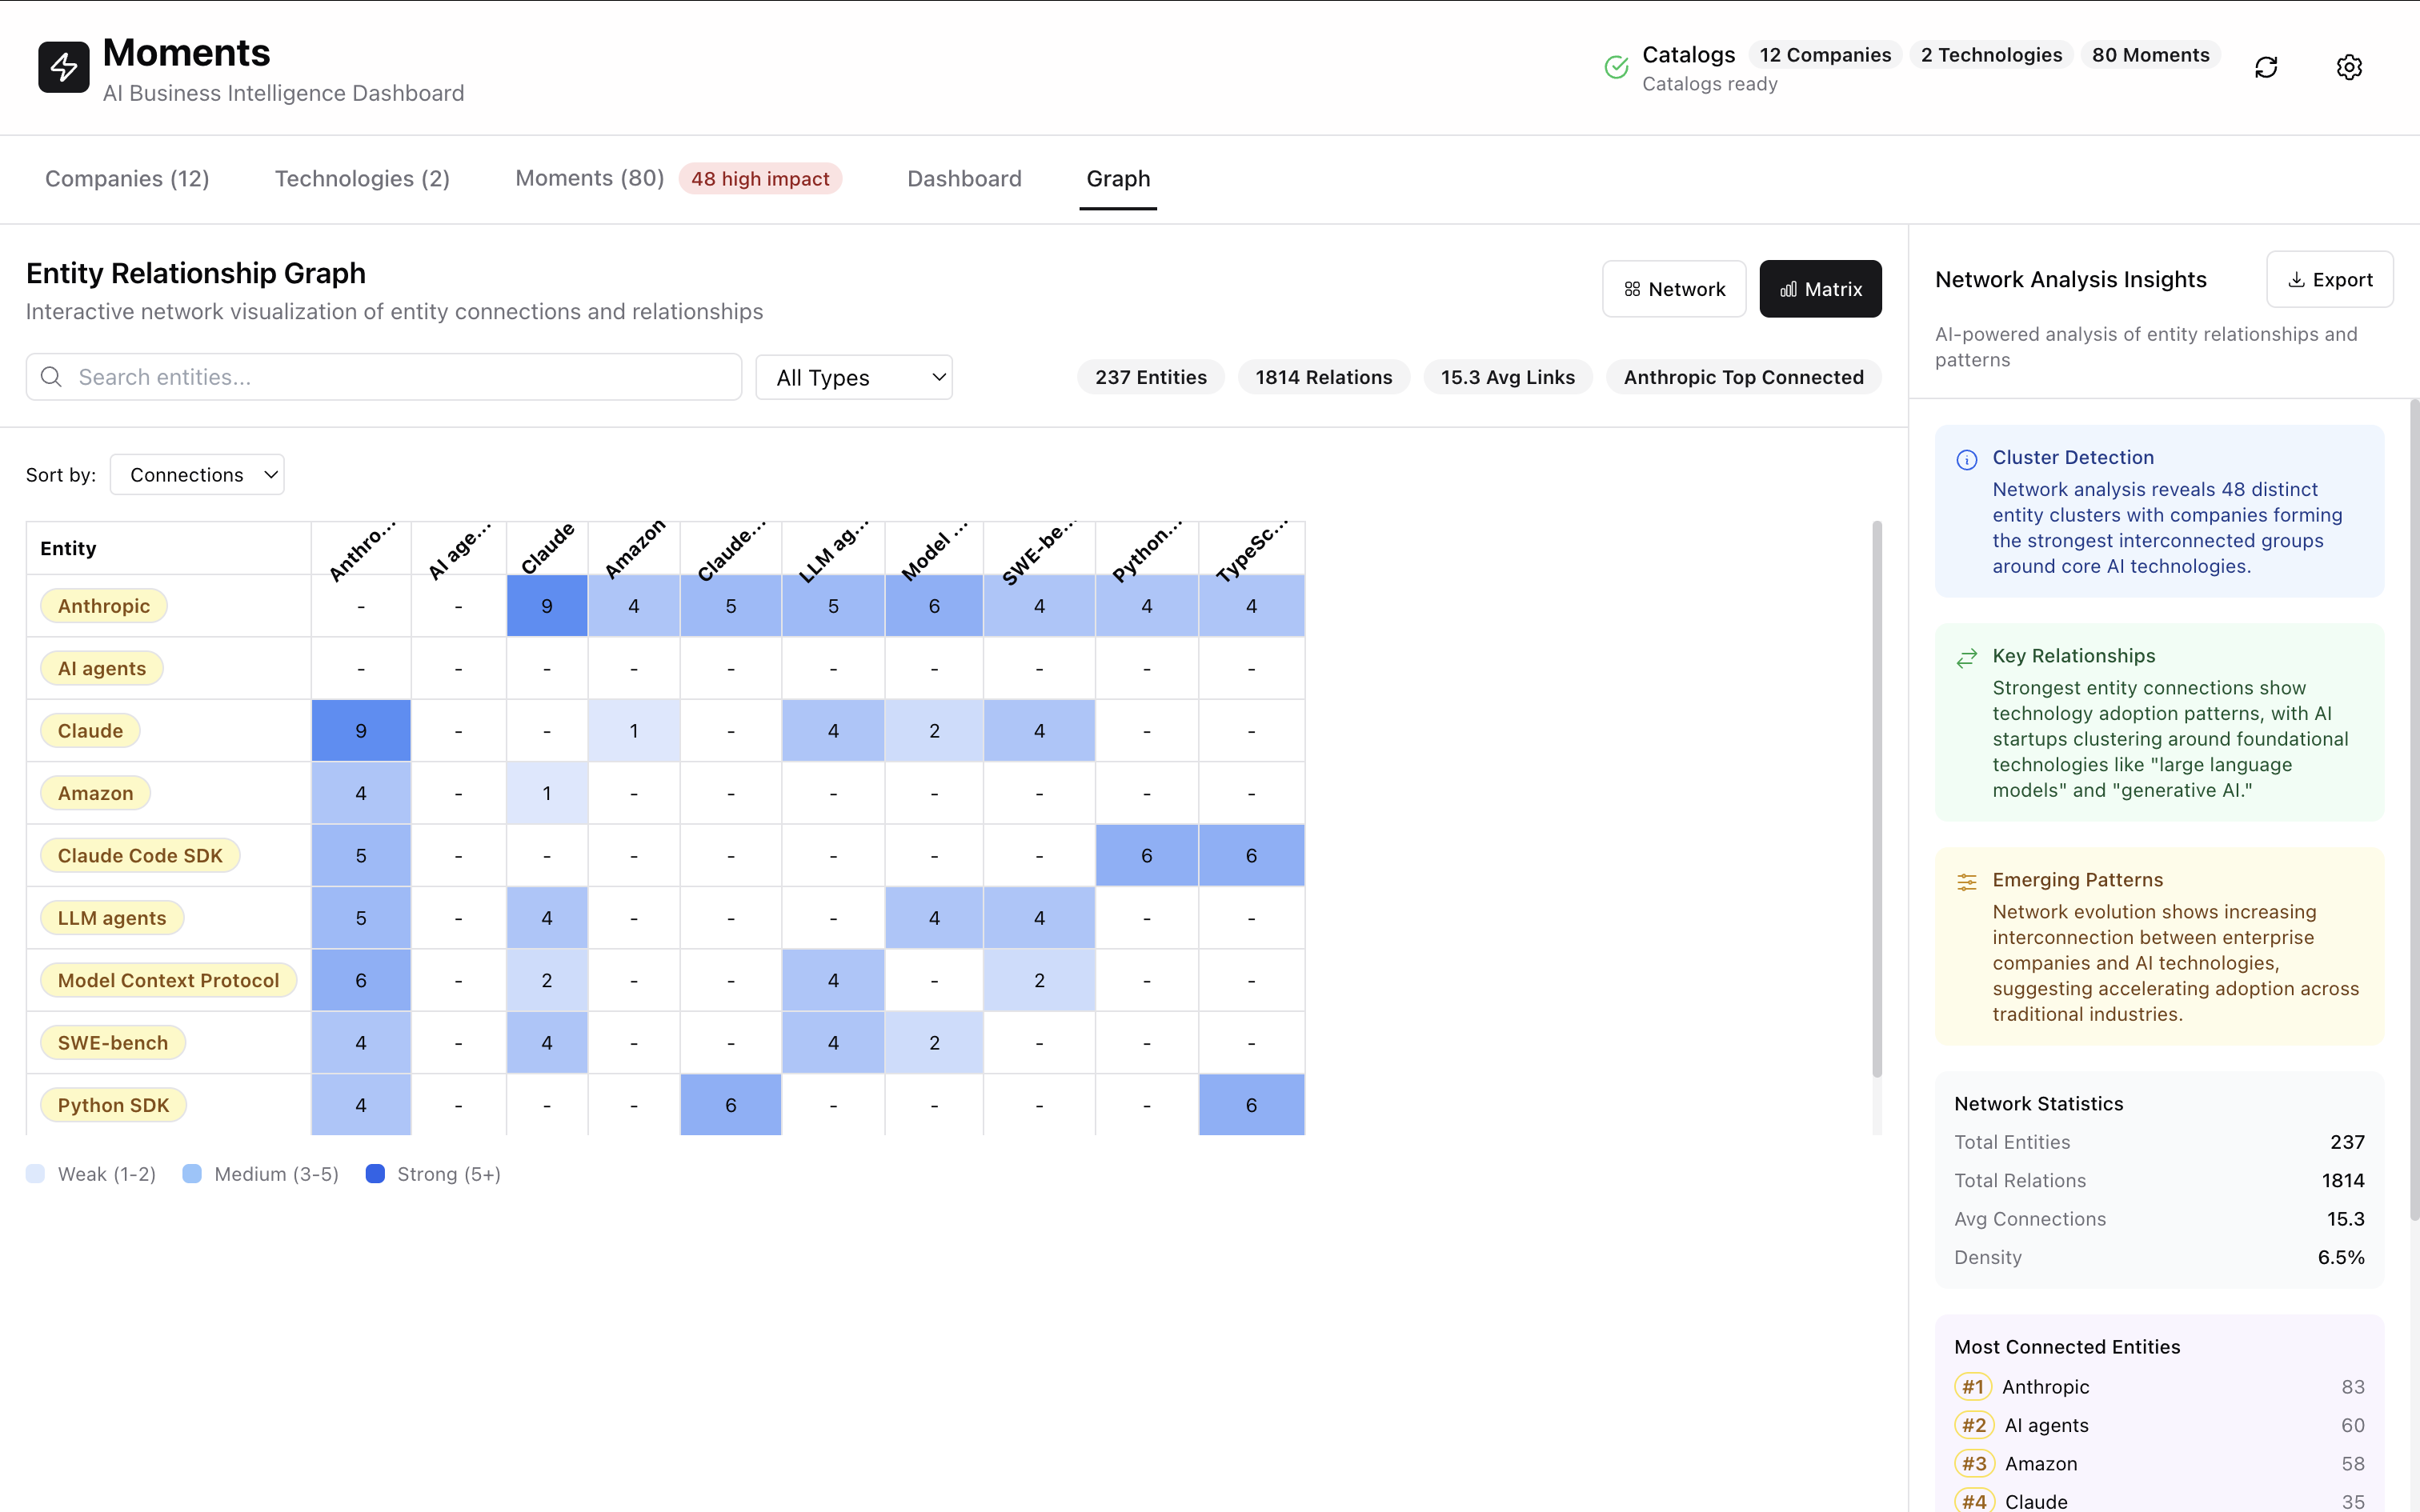 Moments
AI Business Intelligence Dashboard
Catalogs 12 Companies 2 Technologies 80 Moments
Catalogs ready
Companies (12) Technologies (2) Moments (80) 48 high impact Dashboard Graph
Entity Relationship Graph
Interactive network visualization of entity connections and relationships
Network Matrix
Search entities... All Types 237 Entities 1814 Relations 15.3 Avg Links Anthropic Top Connected
Sort by: Connections
Entity Anthro... AI age... Claude Amazon Claude... LLM ag... Model ... SWE-be... Python... TypeSc...
Anthropic - - 9 4 5 5 6 4 4 4
AI agents - - - - - - - - - -
Claude 9 - - 1 - 4 2 4 - -
Amazon 4 - 1 - - - - - - -
Claude Code SDK 5 - - - - - - - 6 6
LLM agents 5 - 4 - - - 4 4 - -
Model Context Protocol 6 - 2 - - 4 - 2 - -
SWE-bench 4 - 4 - - 4 2 - - -
Python SDK 4 - - - 6 - - - - 6
Weak (1-2) Medium (3-5) Strong (5+)
Network Analysis Insights Export
AI-powered analysis of entity relationships and
patterns
Cluster Detection
Network analysis reveals 48 distinct
entity clusters with companies forming
the strongest interconnected groups
around core AI technologies.
Key Relationships
Strongest entity connections show
technology adoption patterns, with AI
startups clustering around foundational
technologies like "large language
models" and "generative AI."
Emerging Patterns
Network evolution shows increasing
interconnection between enterprise
companies and AI technologies,
suggesting accelerating adoption across
traditional industries.
Network Statistics
Total Entities 237
Total Relations 1814
Avg Connections 15.3
Density 6.5%
Most Connected Entities
#1 Anthropic 83
#2 AI agents 60
#3 Amazon 58
#4 Claude 35